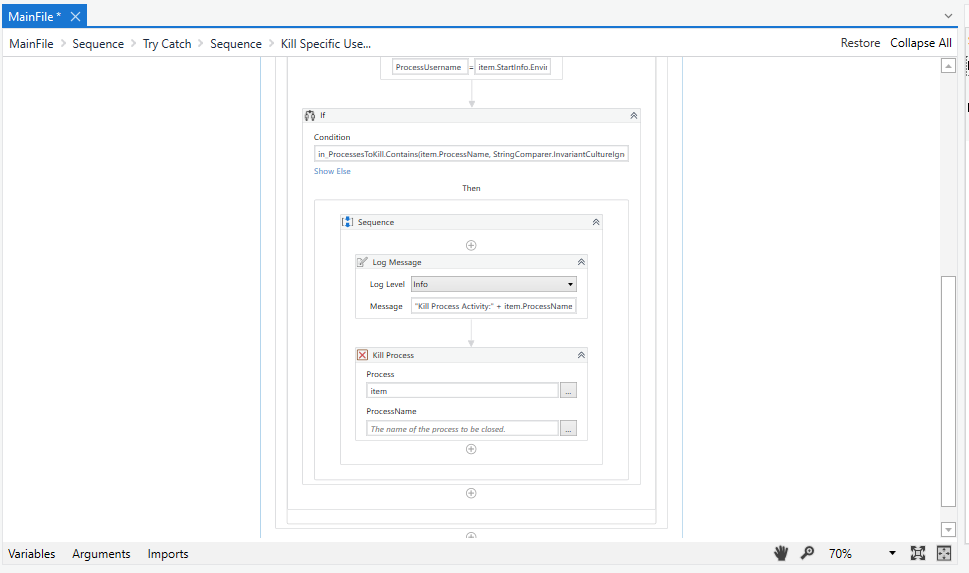 MainFile *
MainFile Sequence Try Catch Sequence Kill Specific Use... Restore Collapse All
ProcessUsername = item.StartInfo.Envir
If
Condition
in_ProcessesToKill.Contains(item.ProcessName, StringComparer.InvariantCultureIgn
Show Else
Then
Sequence
Log Message
Log Level Info
Message "Kill Process Activity:" + item.ProcessName
Kill Process
Process
item ...
ProcessName
The name of the process to be closed. ...
Variables Arguments Imports 70%